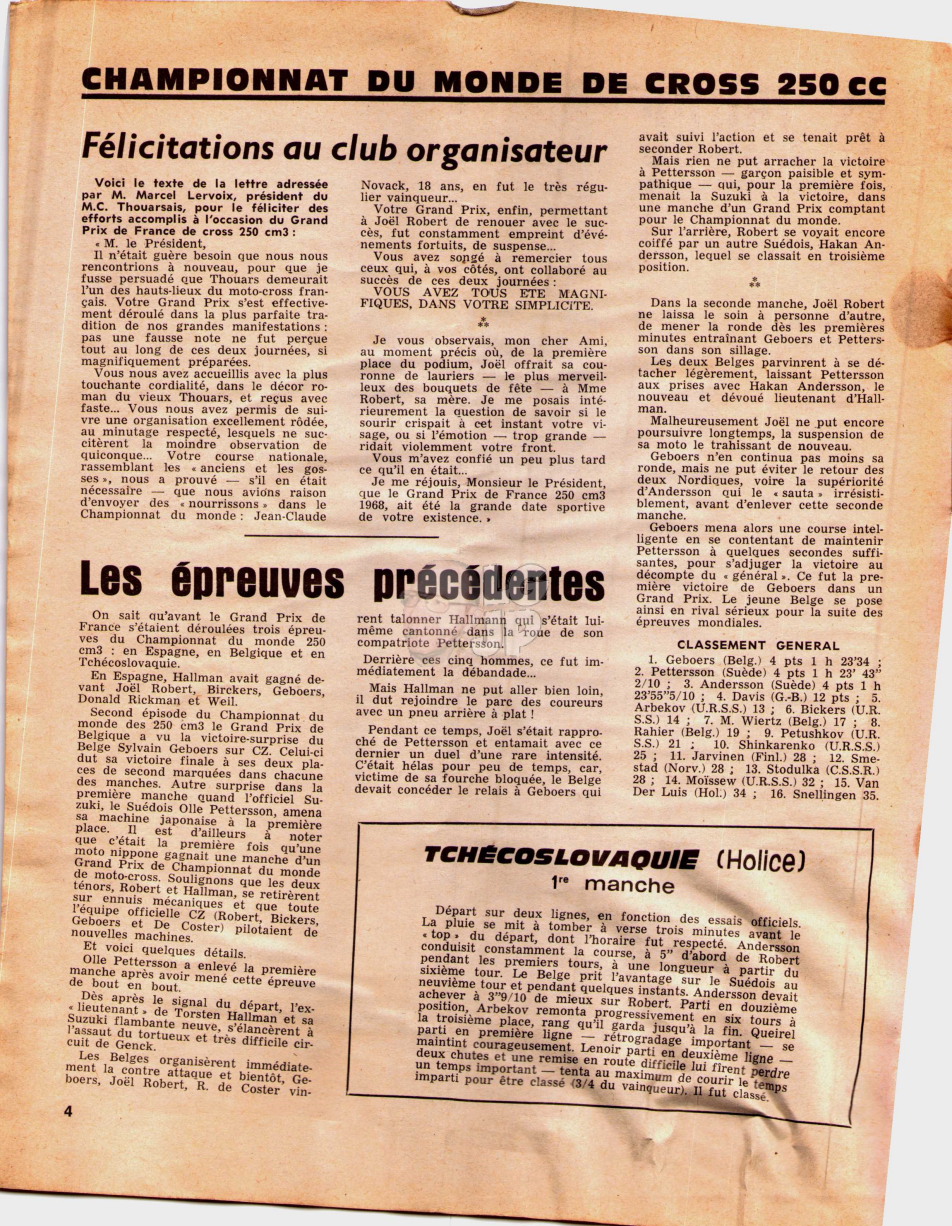 CHAMPIONNAT DU MONDE DE CROSS 250 CC
Félicitations au club organisateur
Voici le texte de la lettre adressée
par M. Marcel Lervoix, président du
M.C. Thouarsais, pour le féliciter des
efforts accomplis à l'occasion du Grand
Prix de France de cross 250 cm3 :
« M. le Président,
Il n'était guère besoin que nous nous
rencontrions à nouveau, pour que je
fusse persuadé que Thouars demeurait
l'un des hauts-lieux du moto-cross fran-
çais. Votre Grand Prix s'est effective-
ment déroulé dans la plus parfaite tra-
dition de nos grandes manifestations :
pas une fausse note ne fut perçue
tout au long de ces deux journées, si
magnifiquement préparées.
Vous nous avez accueillis avec la plus
touchante cordialité, dans le décor ro-
man du vieux Thouars, et reçus avec
faste... Vous nous avez permis de sui-
vre une organisation excellement rôdée,
au minutage respecté, lesquels ne suc-
citèrent la moindre observation de
quiconque... Votre course nationale,
rassemblant les « anciens et les gos-
ses », nous a prouvé — s'il en était
nécessaire — que nous avions raison
d'envoyer des « nourrissons » dans le
Championnat du monde : Jean-Claude
Novack, 18 ans, en fut le très régu-
lier vainqueur...
Votre Grand Prix, enfin, permettant
à Joël Robert de renouer avec le suc-
cès, fut constamment empreint d'évé-
nements fortuits, de suspense...
Vous avez songé à remercier tous
ceux qui, à vos côtés, ont collaboré au
succès de ces deux journées :
VOUS AVEZ TOUS ETE MAGNI-
FIQUES, DANS VOTRE SIMPLICITE.
***
Je vous observais, mon cher Ami,
au moment précis où, de la première
place du podium, Joël offrait sa cou-
ronne de lauriers — le plus merveil-
leux des bouquets de fête — à Mme
Robert, sa mère. Je me posais inté-
rieurement la question de savoir si le
sourire crispait à cet instant votre vi-
sage, ou si l'émotion — trop grande —
ridait violemment votre front.
Vous m'avez confié un peu plus tard
ce qu'il en était...
Je me réjouis, Monsieur le Président,
que le Grand Prix de France 250 cm3
1968, ait été la grande date sportive
de votre existence. »
Les épreuves précédentes
On sait qu'avant le Grand Prix de
France s'étaient déroulées trois épreu-
ves du Championnat du monde 250
cm3 : en Espagne, en Belgique et en
Tchécoslovaquie.
En Espagne, Hallman avait gagné de-
vant Joël Robert, Birckers, Geboers,
Donald Rickman et Weil.
Second épisode du Championnat du
monde des 250 cm3 le Grand Prix de
Belgique a vu la victoire-surprise du
Belge Sylvain Geboers sur CZ. Celui-ci
dut sa victoire finale à ses deux pla-
ces de second marquées dans chacune
des manches. Autre surprise dans la
première manche quand l'officiel Su-
zuki, le Suédois Olle Pettersson, amena
sa machine japonaise à la première
place. Il est d'ailleurs à noter
que c'était la première fois qu'une
moto nippone gagnait une manche d'un
Grand Prix de Championnat du monde
de moto-cross. Soulignons que les deux
ténors, Robert et Hallman, se retirèrent
sur ennuis mécaniques et que toute
l'équipe officielle CZ (Robert, Bickers,
Geboers et De Coster) pilotaient de
nouvelles machines.
Et voici quelques détails.
Olle Pettersson a enlevé la première
manche après avoir mené cette épreuve
de bout en bout.
Dès après le signal du départ, l'ex-
« lieutenant » de Torsten Hallman et sa
Suzuki flambante neuve, s'élancèrent à
l'assaut du tortueux et très difficile cir-
cuit de Genck.
Les Belges organisèrent immédiate-
ment la contre attaque et bientôt, Ge-
boers, Joël Robert, R. de Coster vin-
rent talonner Hallmann qui s'était lui-
même cantonné dans la roue de son
compatriote Pettersson.
Derrière ces cinq hommes, ce fut im-
médiatement la débandade...
Mais Hallman ne put aller bien loin,
il dut rejoindre le parc des coureurs
avec un pneu arrière à plat !
Pendant ce temps, Joël s'était rappro-
ché de Pettersson et entamait avec ce
dernier un duel d'une rare intensité.
C'était hélas pour peu de temps, car,
victime de sa fourche bloquée, le Belge
devait concéder le relais à Geboers qui
avait suivi l'action et se tenait prêt à
seconder Robert.
Mais rien ne put arracher la victoire
à Pettersson — garçon paisible et sym-
pathique — qui, pour la première fois,
menait la Suzuki à la victoire, dans
une manche d'un Grand Prix comptant
pour le Championnat du monde.
Sur l'arrière, Robert se voyait encore
coiffé par un autre Suédois, Hakan An-
dersson, lequel se classait en troisième
position.
***
Dans la seconde manche, Joël Robert
ne laissa le soin à personne d'autre,
de mener la ronde dès les premières
minutes entraînant Geboers et Petters-
son dans son sillage.
Les deux Belges parvinrent à se dé-
tacher légèrement, laissant Pettersson
aux prises avec Hakan Andersson, le
nouveau et dévoué lieutenant d'Hall-
man.
Malheureusement Joël ne put encore
poursuivre longtemps, la suspension de
sa moto le trahissant de nouveau.
Geboers n'en continua pas moins sa
ronde, mais ne put éviter le retour des
deux Nordiques, voire la supériorité
d'Andersson qui le « sauta » irrésisti-
blement, avant d'enlever cette seconde
manche.
Geboers mena alors une course intel-
ligente en se contentant de maintenir
Pettersson à quelques secondes suffi-
santes, pour s'adjuger la victoire au
décompte du « général ». Ce fut la pre-
mière victoire de Geboers dans un
Grand Prix. Le jeune Belge se pose
ainsi en rival sérieux pour la suite des
épreuves mondiales.
CLASSEMENT GENERAL
1. Geboers (Belg.) 4 pts 1 h 23'34 ;
2. Pettersson (Suède) 4 pts 1 h 23' 43"
2/10 ; 3. Andersson (Suède) 4 pts 1 h
23'55"5/10 ; 4. Davis (G.-B.) 12 pts ; 5.
Arbekov (U.R.S.S.) 13 ; 6. Bickers (U.R.
S.S.) 14 ; 7. M. Wiertz (Belg.) 17 ; 8.
Rahier (Belg.) 19 ; 9. Petushkov (U.R.
S.S.) 21 ; 10. Shinkarenko (U.R.S.S.)
25 ; 11. Jarvinen (Finl.) 28 ; 12. Sme-
stad (Norv.) 28 ; 13. Stodulka (C.S.S.R.)
28 ; 14. Moïssew (U.R.S.S.) 32 ; 15. Van
Der Luis (Hol.) 34 ; 16. Snellingen 35.
TCHÉCOSLOVAQUIE (Holice)
1re manche
Départ sur deux lignes, en fonction des essais officiels.
La pluie se mit à tomber à verse trois minutes avant le
« top » du départ, dont l'horaire fut respecté. Andersson
conduisit constamment la course, à 5" d'abord de Robert
pendant les premiers tours, à une longueur à partir du
sixième tour. Le Belge prit l'avantage sur le Suédois au
neuvième tour et pendant quelques instants. Andersson devait
achever à 3"9/10 de mieux sur Robert. Parti en douzième
position, Arbekov remonta progressivement en six tours à
la troisième place, rang qu'il garda jusqu'à la fin. Queirel
parti en première ligne — rétrogradage important — se
maintint courageusement. Lenoir parti en deuxième ligne —
deux chutes et une remise en route difficile lui firent perdre
un temps important — tenta au maximum de courir le temps
imparti pour être classé (3/4 du vainqueur). Il fut classé.
4